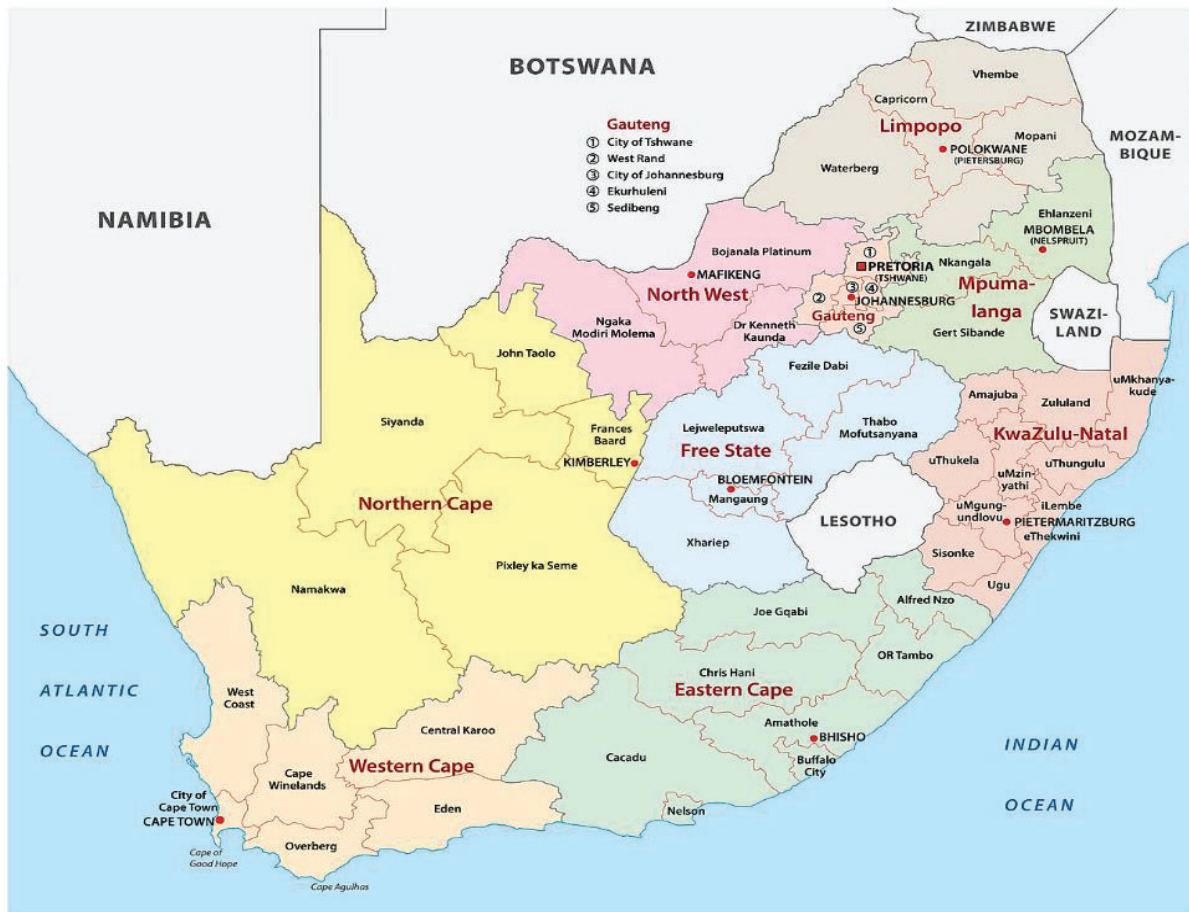 ZIMBABWE
BOTSWANA
NAMIBIA
MOZAM-
BIQUE
Gauteng
① City of Tshwane
② West Rand
③ City of Johannesburg
④ Ekurhuleni
⑤ Sedibeng
Vhembe
Capricorn
Limpopo
Mopani
POLOKWANE
(PIETERSBURG)
Waterberg
Ehlanzeni
MBOMBELA
(NELSPRUIT)
Bojanala Platinum
MAFIKENG
North West
Ngaka
Modiri Molema
Dr Kenneth
Kaunda
①
PRETORIA
(TSHWANE)
②
③
④
JOHANNESBURG
Gauteng
⑤
Nkangala
Mpuma-
langa
Gert Sibande
SWAZI-
LAND
John Taolo
Siyanda
Frances
Baard
KIMBERLEY
Northern Cape
Pixley ka Seme
Namakwa
Fezile Dabi
Lejweleputswa
Thabo
Mofutsanyana
Free State
BLOEMFONTEIN
Mangaung
Xhariep
LESOTHO
uMkhanya-
kude
Amajuba
Zululand
KwaZulu-Natal
uThukela
uThungulu
uMzin-
yathi
uMgung-
undlovu
iLembe
PIETERMARITZBURG
eThekwini
Sisonke
Ugu
Joe Gqabi
Alfred Nzo
OR Tambo
Chris Hani
Eastern Cape
Amathole
BHISHO
Buffalo
City
Cacadu
Nelson
West
Coast
Central Karoo
Western Cape
Cape
Winelands
Eden
City of
Cape Town
CAPE TOWN
Overberg
Cape of
Good Hope
Cape Agulhas
SOUTH
ATLANTIC
OCEAN
INDIAN
OCEAN